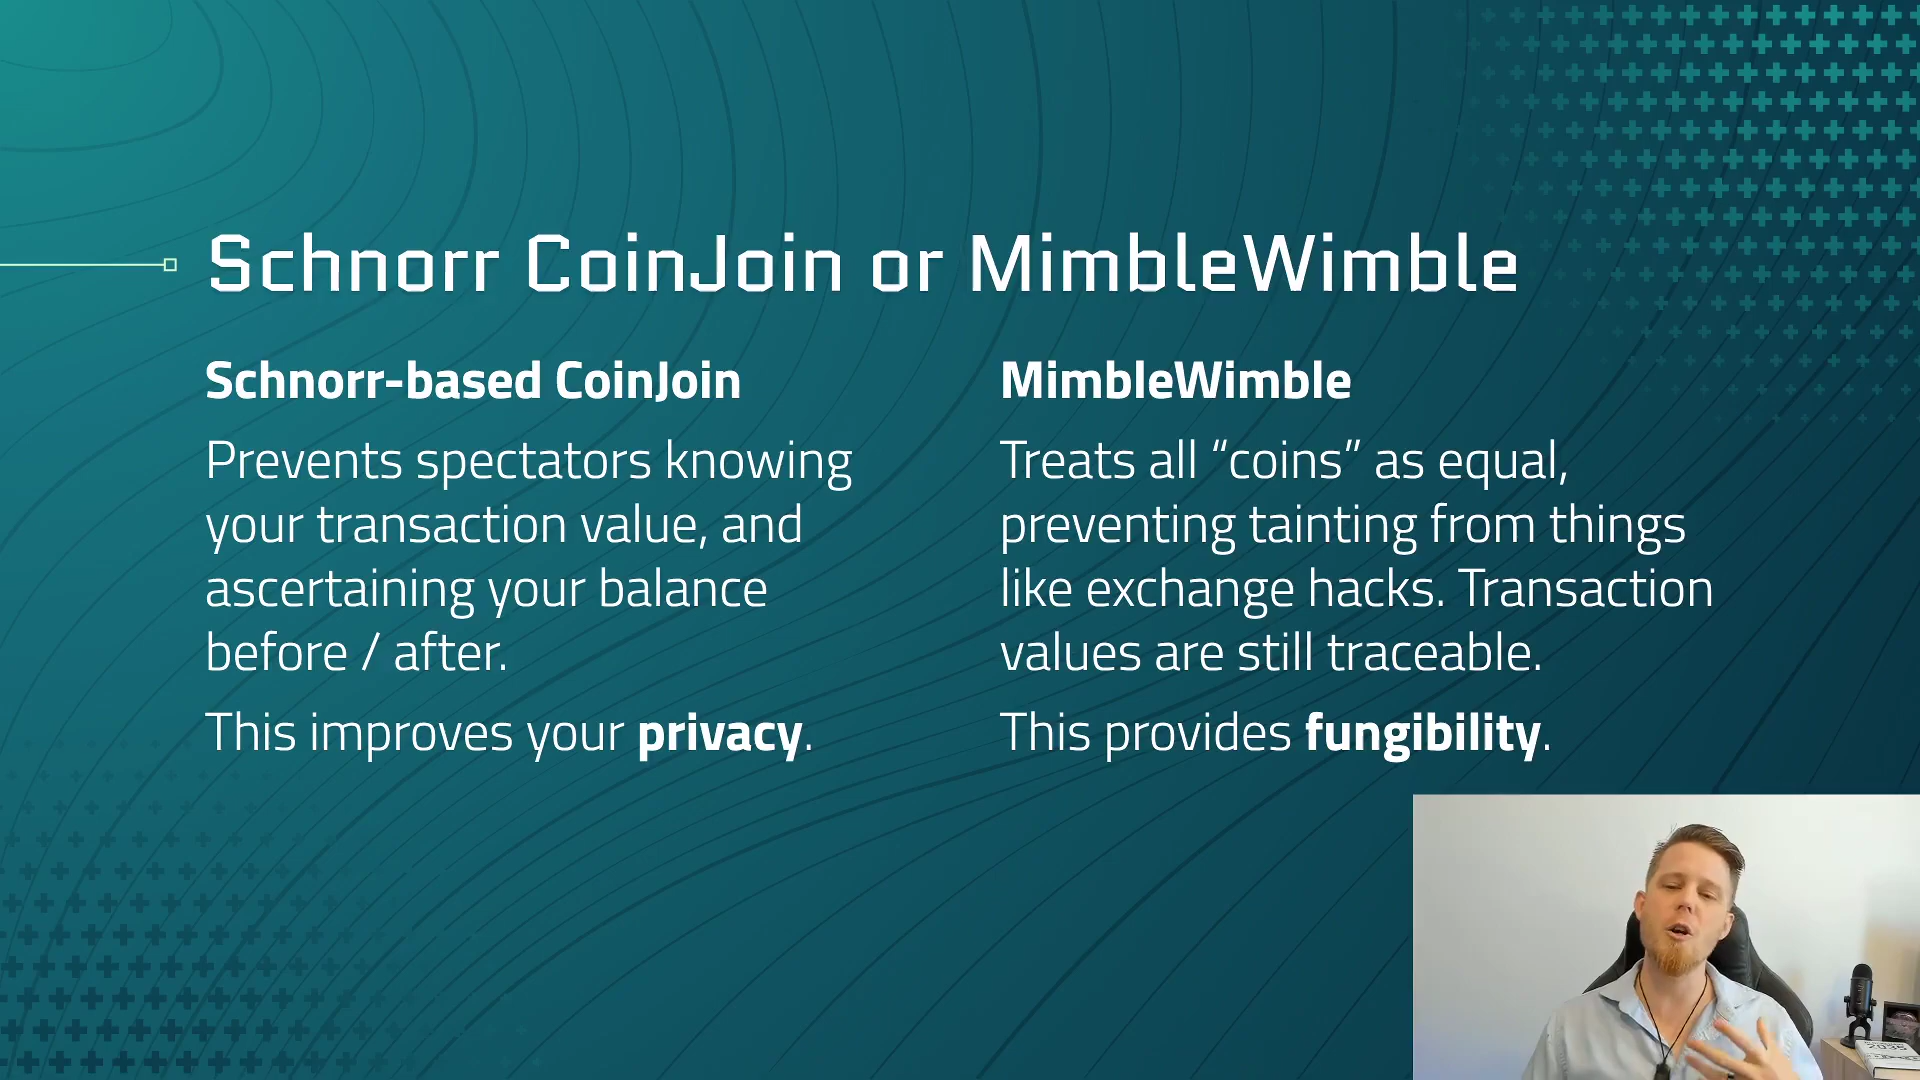 Schnorr CoinJoin or MimbleWimble
Schnorr-based CoinJoin
Prevents spectators knowing
your transaction value, and
ascertaining your balance
before / after.
This improves your privacy.
MimbleWimble
Treats all “coins” as equal,
preventing tainting from things
like exchange hacks. Transaction
values are still traceable.
This provides fungibility.